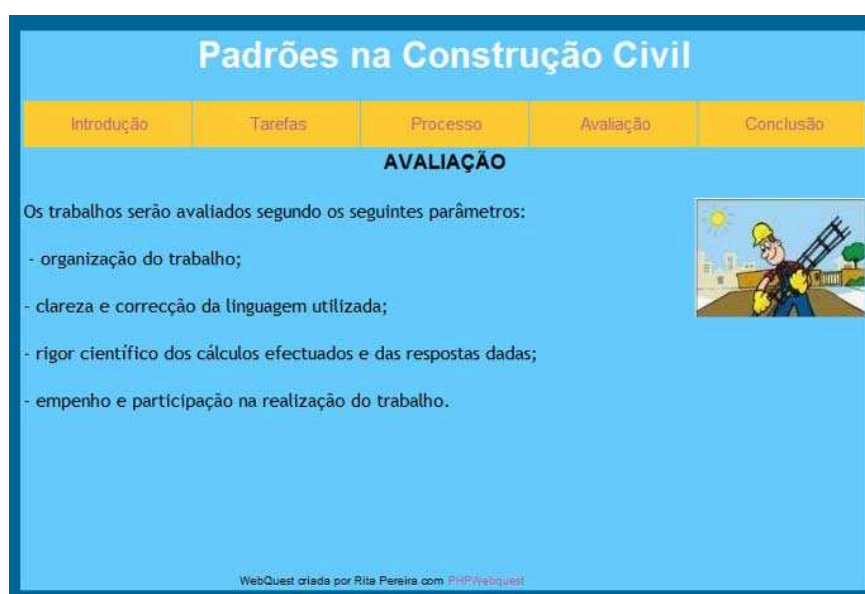 Padrões na Construção Civil
Introdução Tarefas Processo Avaliação Conclusão
AVALIAÇÃO
Os trabalhos serão avaliados segundo os seguintes parâmetros:
- organização do trabalho;
- clareza e correcção da linguagem utilizada;
- rigor científico dos cálculos efectuados e das respostas dadas;
- empenho e participação na realização do trabalho.
WebQuest criada por Rita Pereira com PHPWebquest